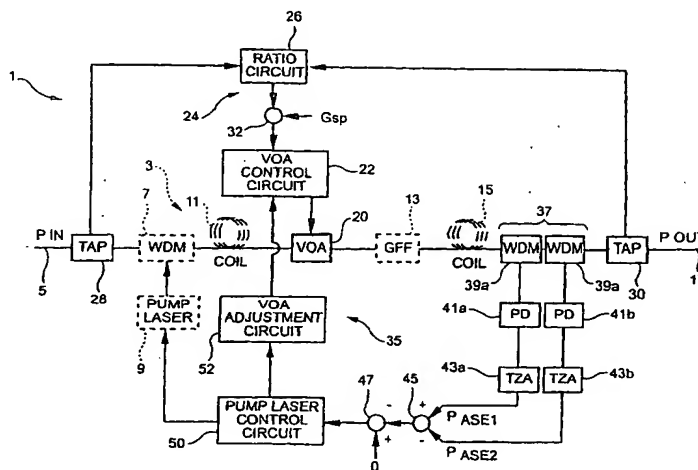 26
RATIO
CIRCUIT
1
24
32
Gsp
VOA
CONTROL
CIRCUIT
22
3
7
11
13
15
37
P IN
TAP
WDM
COIL
VOA
20
GFF
COIL
WDM
WDM
TAP
P OUT
5
28
39a
39a
30
1
PUMP
LASER
9
VOA
ADJUSTMENT
CIRCUIT
52
35
41a
PD
PD
41b
43a
TZA
TZA
43b
47
45
PUMP LASER
CONTROL
CIRCUIT
50
-
+
+
-
0
P ASE1
P ASE2